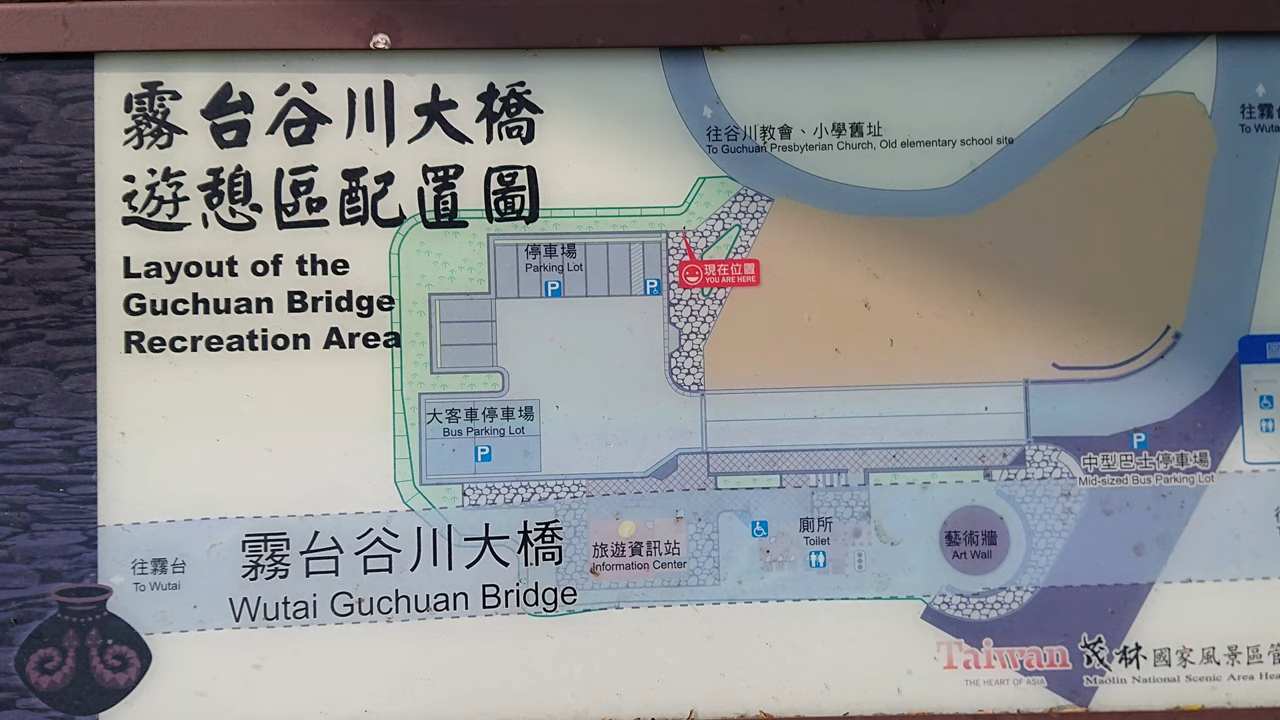 霧台谷川大橋
遊憩區配置圖
Layout of the
Guchuan Bridge
Recreation Area
往谷川教會、小學舊址
To Guchuan Presbyterian Church, Old elementary school site
往霧
To Wuta
停車場
Parking Lot
P
現在位置
YOU ARE HERE
大客車停車場
Bus Parking Lot
P
P
中型巴士停車場
Mid-sized Bus Parking Lot
往霧台
To Wutai
霧台谷川大橋
Wutai Guchuan Bridge
旅遊資訊站
Information Center
廁所
Toilet
藝術牆
Art Wall
Taiwan
THE HEART OF ASIA
茂林國家風景區管
Maolin National Scenic Area Hea